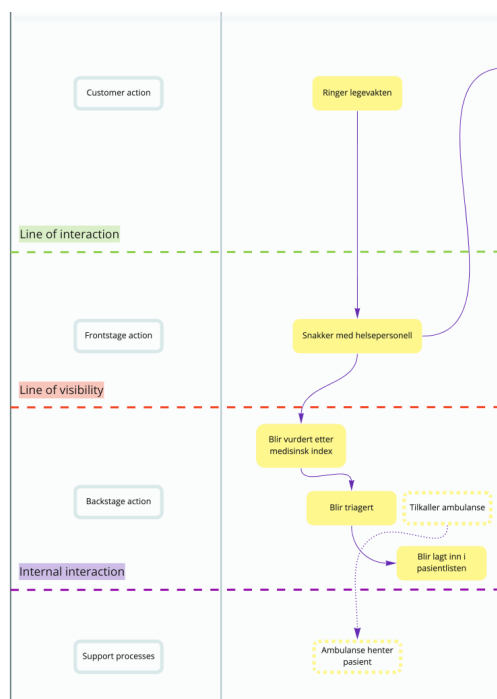 Customer action
Ringer legevakten
Line of interaction
Frontstage action
Snakker med helsepersonell
Line of visibility
Blir vurdert etter
medisinsk index
Backstage action
Blir triagert
Tilkaller ambulanse
Blir lagt inn i
pasientlisten
Internal interaction
Support processes
Ambulanse henter
pasient